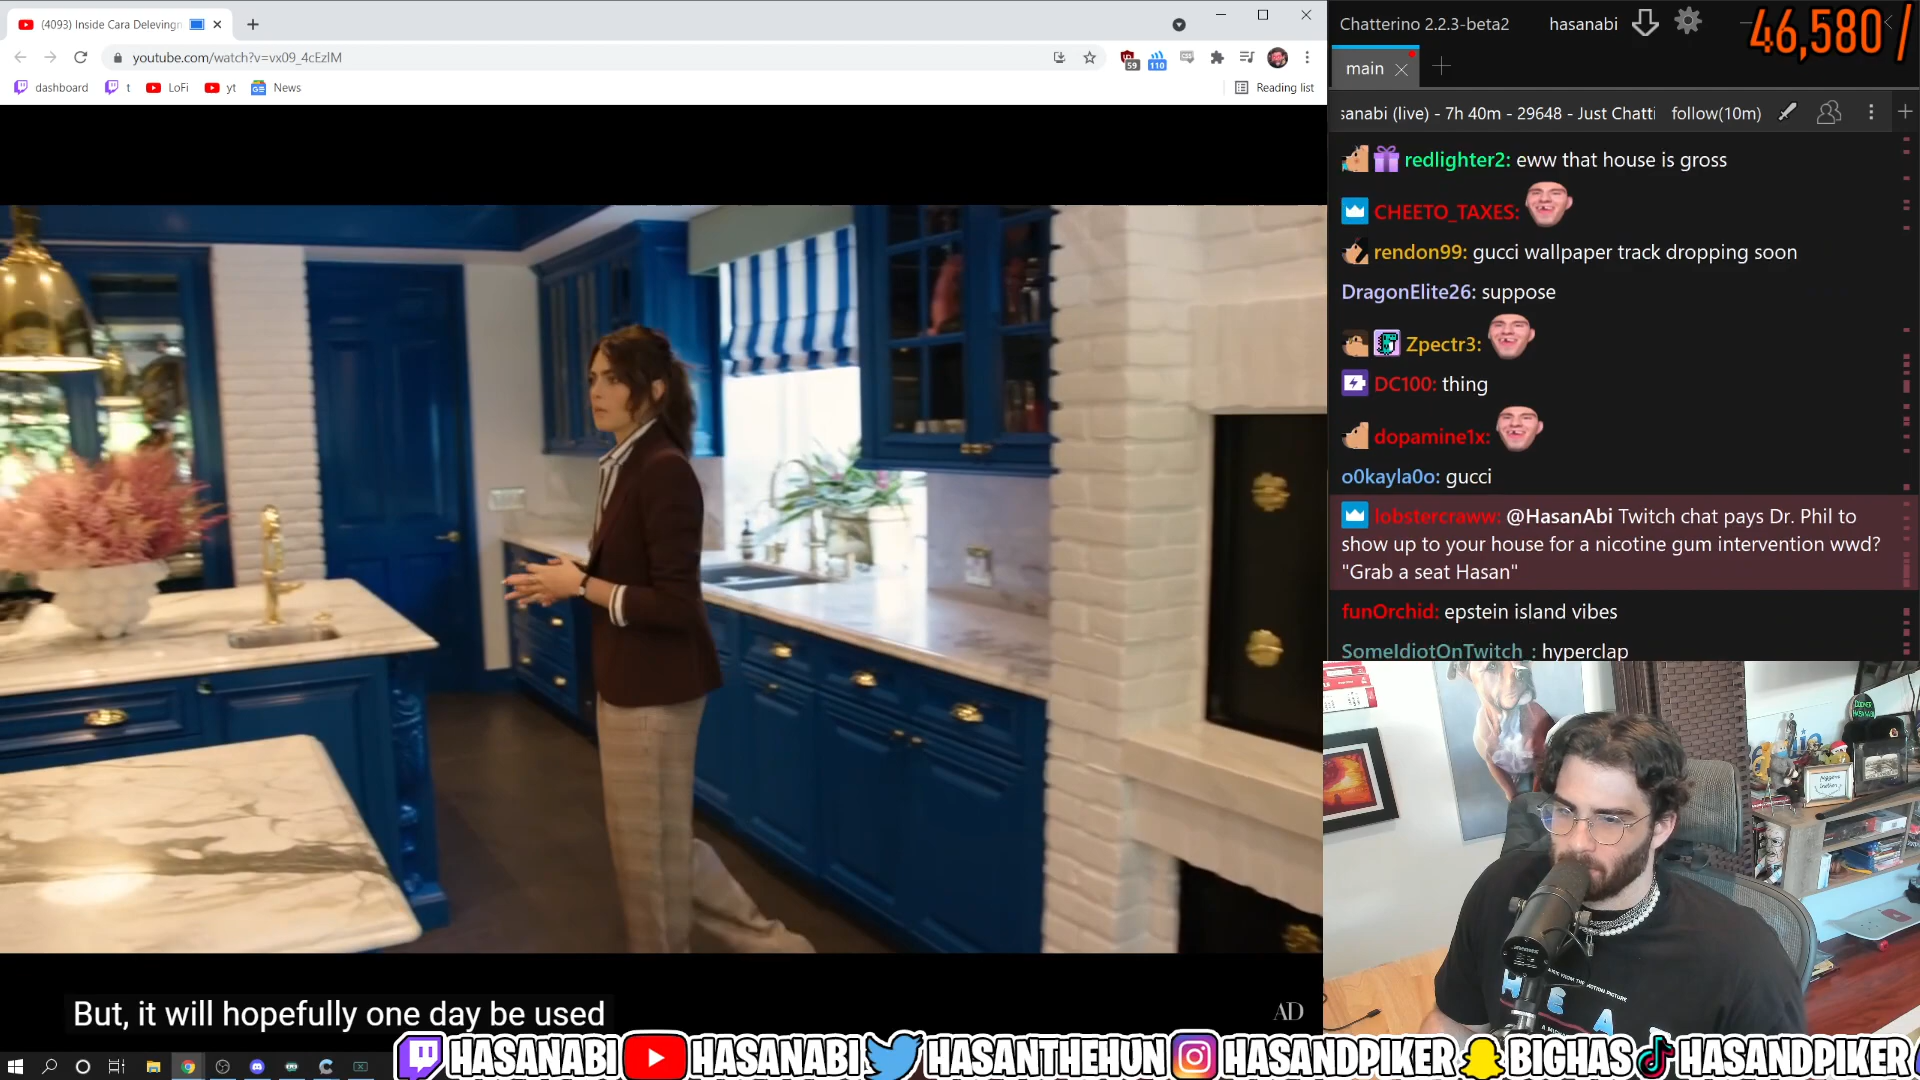 (4093) Inside Cara Delevingn
youtube.com/watch?v=vx09_4cEzlM
59
110
dashboard
t
LoFi
yt
News
Reading list
But, it will hopefully one day be used
AD
Chatterino 2.2.3-beta2
hasanabi
46,580 /
main
sanabi (live) - 7h 40m - 29648 - Just Chatti
follow(10m)
redlighter2: eww that house is gross
CHEETO_TAXES:
rendon99: gucci wallpaper track dropping soon
DragonElite26: suppose
Zpectr3:
DC100: thing
dopamine1x:
o0kayla0o: gucci
lobstercraww: @HasanAbi Twitch chat pays Dr. Phil to
show up to your house for a nicotine gum intervention wwd?
"Grab a seat Hasan"
funOrchid: epstein island vibes
SomeIdiotOnTwitch : hyperclap
HEAT
HASANABI
HASANABI
HASANTHEHUN
HASANDPIKER
BIGHAS
HASANDPIKER